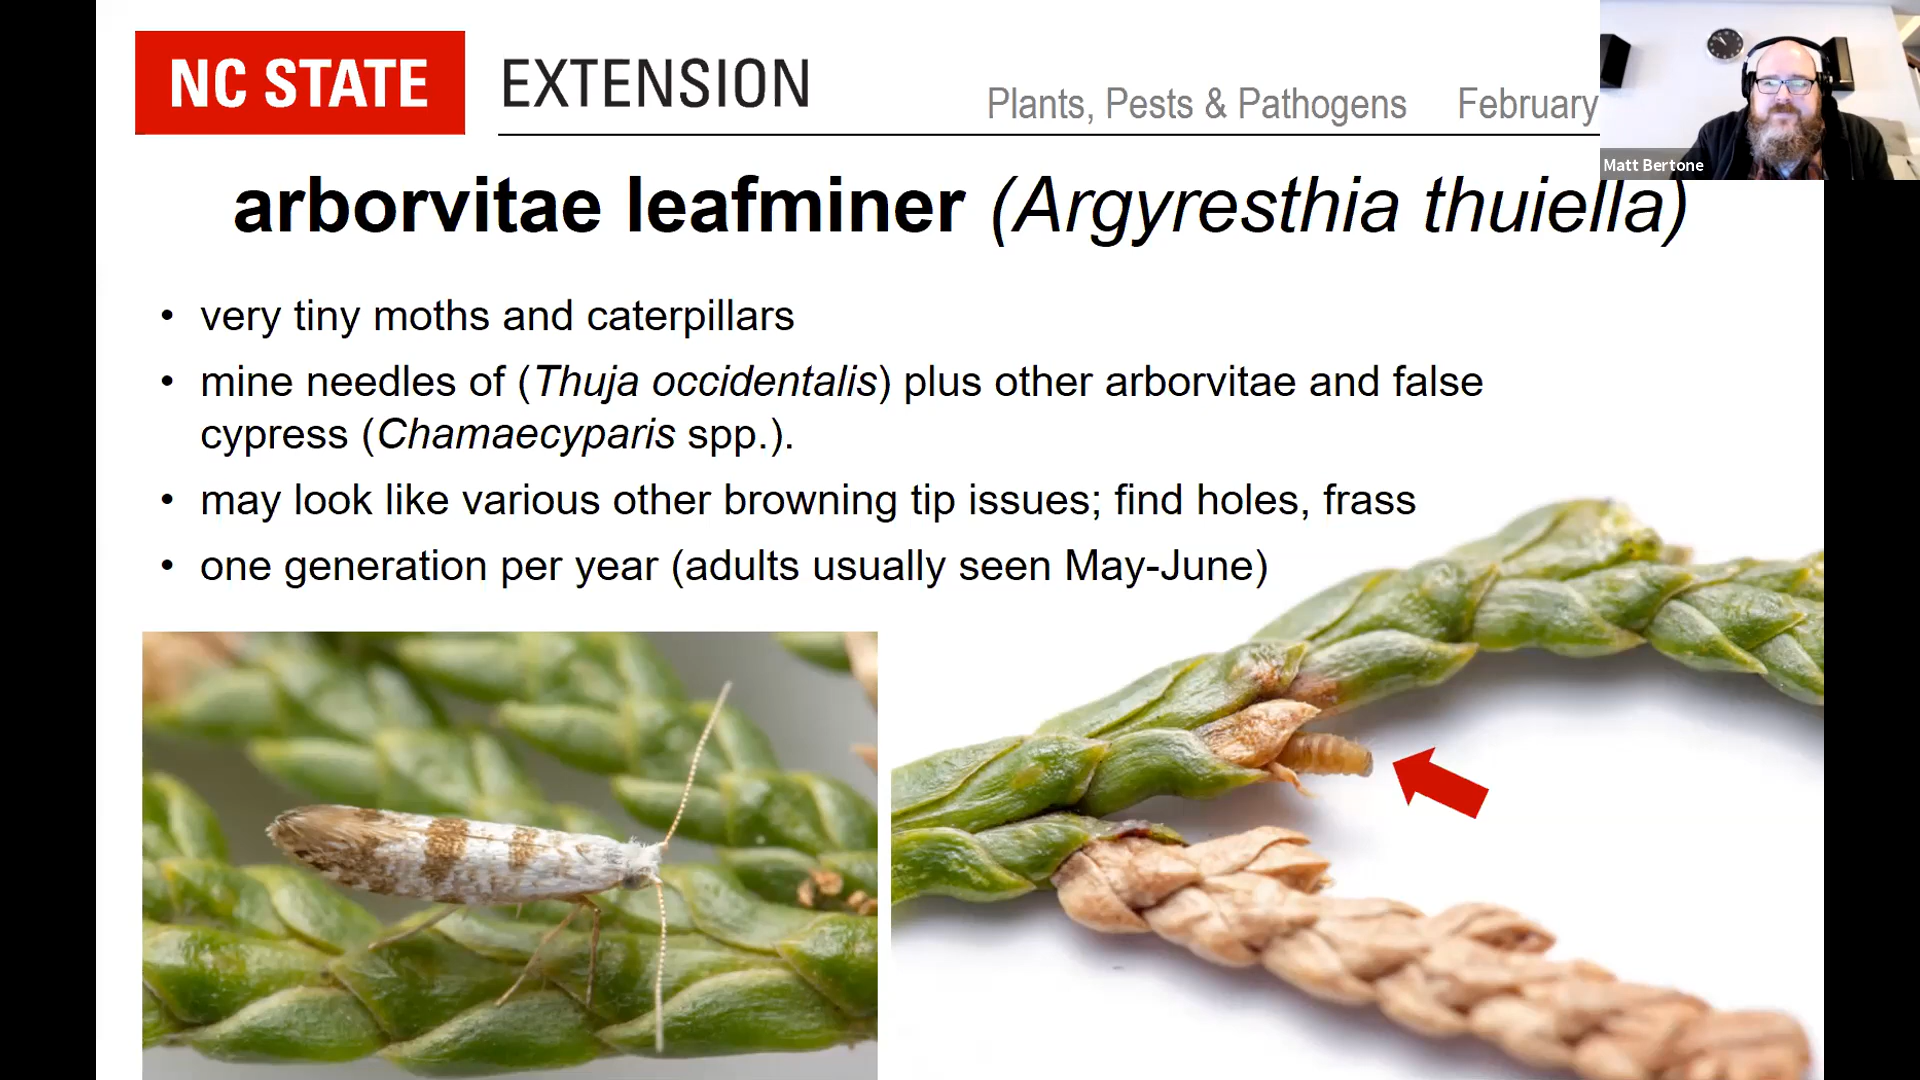 NC STATE EXTENSION
Plants, Pests & Pathogens February
Matt Bertone
arborvitae leafminer (Argyresthia thuiella)
• very tiny moths and caterpillars
• mine needles of (Thuja occidentalis) plus other arborvitae and false
cypress (Chamaecyparis spp.).
• may look like various other browning tip issues; find holes, frass
• one generation per year (adults usually seen May-June)